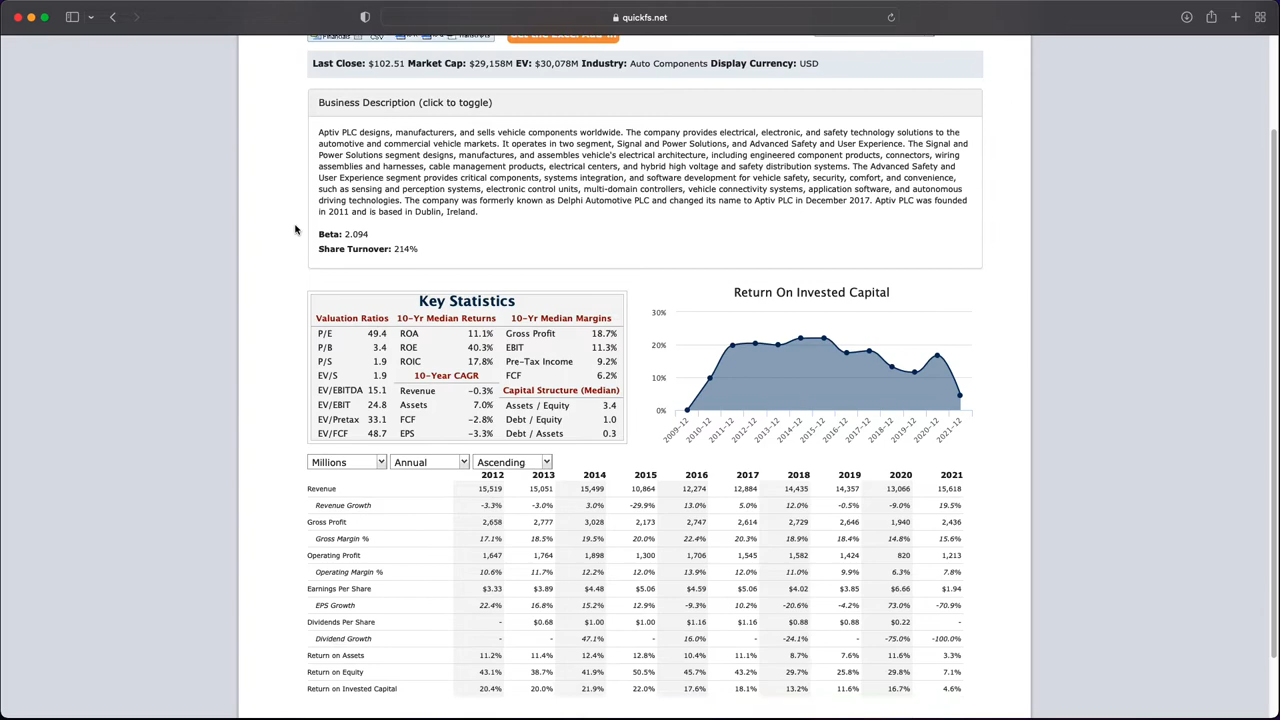 quickfs.net
Financials CSV
Last Close: $102.51 Market Cap: $29,158M EV: $30,078M Industry: Auto Components Display Currency: USD
Business Description (click to toggle)
Aptiv PLC designs, manufacturers, and sells vehicle components worldwide. The company provides electrical, electronic, and safety technology solutions to the
automotive and commercial vehicle markets. It operates in two segment, Signal and Power Solutions, and Advanced Safety and User Experience. The Signal and
Power Solutions segment designs, manufactures, and assembles vehicle's electrical architecture, including engineered component products, connectors, wiring
assemblies and harnesses, cable management products, electrical centers, and hybrid high voltage and safety distribution systems. The Advanced Safety and
User Experience segment provides critical components, systems integration, and software development for vehicle safety, security, comfort, and convenience,
such as sensing and perception systems, electronic control units, multi-domain controllers, vehicle connectivity systems, application software, and autonomous
driving technologies. The company was formerly known as Delphi Automotive PLC and changed its name to Aptiv PLC in December 2017. Aptiv PLC was founded
in 2011 and is based in Dublin, Ireland.
Beta: 2.094
Share Turnover: 214%
Key Statistics
Valuation Ratios 10-Yr Median Returns 10-Yr Median Margins
P/E 49.4 ROA 11.1% Gross Profit 18.7%
P/B 3.4 ROE 40.3% EBIT 11.3%
P/S 1.9 ROIC 17.8% Pre-Tax Income 9.2%
EV/S 1.9 10-Year CAGR FCF 6.2%
EV/EBITDA 15.1 Revenue -0.3% Capital Structure (Median)
EV/EBIT 24.8 Assets 7.0% Assets / Equity 3.4
EV/Pretax 33.1 FCF -2.8% Debt / Equity 1.0
EV/FCF 48.7 EPS -3.3% Debt / Assets 0.3
Return On Invested Capital
30%
20%
10%
0%
2009-12 2010-12 2011-12 2012-12 2013-12 2014-12 2015-12 2016-12 2017-12 2018-12 2019-12 2020-12 2021-12
Millions Annual Ascending
2012 2013 2014 2015 2016 2017 2018 2019 2020 2021
Revenue 15,519 15,051 15,499 10,864 12,274 12,884 14,435 14,357 13,066 15,618
Revenue Growth -3.3% -3.0% 3.0% -29.9% 13.0% 5.0% 12.0% -0.5% -9.0% 19.5%
Gross Profit 2,658 2,777 3,028 2,173 2,747 2,614 2,729 2,646 1,940 2,436
Gross Margin % 17.1% 18.5% 19.5% 20.0% 22.4% 20.3% 18.9% 18.4% 14.8% 15.6%
Operating Profit 1,647 1,764 1,898 1,300 1,706 1,545 1,582 1,424 820 1,213
Operating Margin % 10.6% 11.7% 12.2% 12.0% 13.9% 12.0% 11.0% 9.9% 6.3% 7.8%
Earnings Per Share $3.33 $3.89 $4.48 $5.06 $4.59 $5.06 $4.02 $3.85 $6.66 $1.94
EPS Growth 22.4% 16.8% 15.2% 12.9% -9.3% 10.2% -20.6% -4.2% 73.0% -70.9%
Dividends Per Share - $0.68 $1.00 $1.00 $1.16 $1.16 $0.88 $0.88 $0.22 -
Dividend Growth - - 47.1% - 16.0% - -24.1% - -75.0% -100.0%
Return on Assets 11.2% 11.4% 12.4% 12.8% 10.4% 11.1% 8.7% 7.6% 11.6% 3.3%
Return on Equity 43.1% 38.7% 41.9% 50.5% 45.7% 43.2% 29.7% 25.8% 29.8% 7.1%
Return on Invested Capital 20.4% 20.0% 21.9% 22.0% 17.6% 18.1% 13.2% 11.6% 16.7% 4.6%